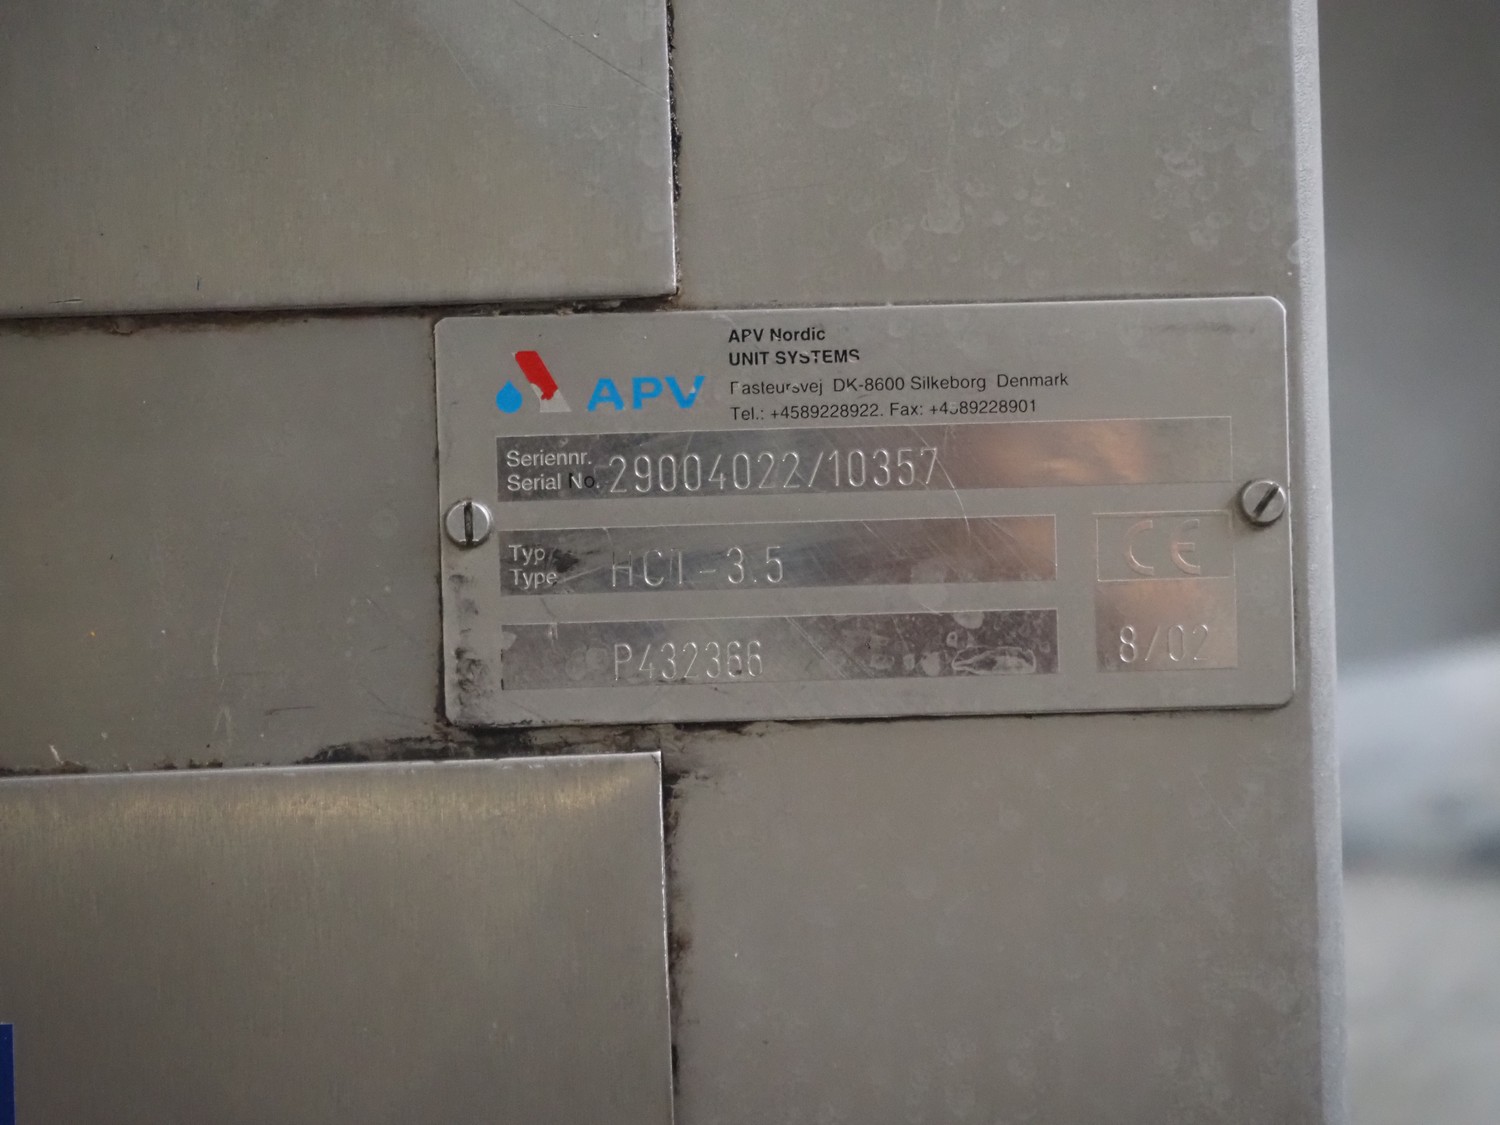 APV
APV Nordic
UNIT SYSTEMS
Pasteursvej DK-8600 Silkeborg Denmark
Tel.: +4589228922. Fax: +4589228901
Seriennr.
Serial No. 29004022/10357
Typ
Type - 3.5
P432366
CE
8/02